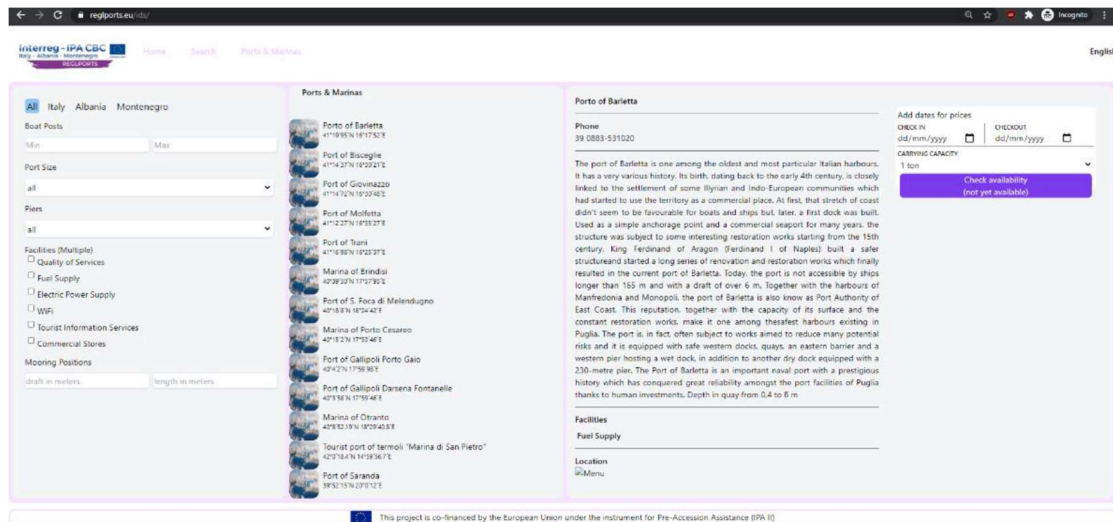 reglports.eu/ids/
Incognito
Interreg - IPA CBC
Italy - Albania - Montenegro
REGLPORTS
Home Search Ports & Marinas
English
All Italy Albania Montenegro
Boat Posts
Min Max
Port Size
all
Piers
all
Facilities (Multiple)
Quality of Services
Fuel Supply
Electric Power Supply
WiFi
Tourist Information Services
Commercial Stores
Mooring Positions
draft in meters length in meters
Ports & Marinas
Porto of Barletta
Port of Bisceglie
Port of Giovinazzo
Port of Molfetta
Port of Trani
Marina of Brindisi
Port of S. Foca di Melendugno
Marina of Porto Cesareo
Port of Gallipoli Porto Gaio
Port of Gallipoli Darsena Fontanelle
Marina of Otranto
Tourist port of termoli "Marina di San Pietro"
Port of Saranda
Porto of Barletta
Phone
39 0883-531020
The port of Barletta is one among the oldest and most particular Italian harbours.
It has a very various history. Its birth, dating back to the early 4th century, is closely
linked to the settlement of some Illyrian and Indo-European communities which
had started to use the territory as a commercial place. At first, that stretch of coast
didn't seem to be favourable for boats and ships but, later, a first dock was built.
Used as a simple anchorage point and a commercial seaport for many years, the
structure was subject to some interesting restoration works starting from the 15th
century. King Ferdinand of Aragon (Ferdinand I of Naples) built a safer
structureand started a long series of renovation and restoration works which finally
resulted in the current port of Barletta. Today, the port is not accessible by ships
longer than 165 m and with a draft of over 6 m. Together with the harbours of
Manfredonia and Monopoli, the port of Barletta is also know as Port Authority of
East Coast. This reputation, together with the capacity of its surface and the
constant restoration works, make it one among thesafest harbours existing in
Puglia. The port is, in fact, often subject to works aimed to reduce many potential
risks and it is equipped with safe western docks, quays, an eastern barrier and a
western pier hosting a wet dock, in addition to another dry dock equipped with a
230-metre pier. The Port of Barletta is an important naval port with a prestigious
history which has conquered great reliability amongst the port facilities of Puglia
thanks to human investments. Depth in quay from 0,4 to 8 m
Facilities
Fuel Supply
Location
Menu
Add dates for prices
CHECK IN CHECKOUT
dd/mm/yyyy dd/mm/yyyy
CARRYING CAPACITY
1 ton
Check availability
(not yet available)
This project is co-financed by the European Union under the instrument for Pre-Accession Assistance (IPA II)